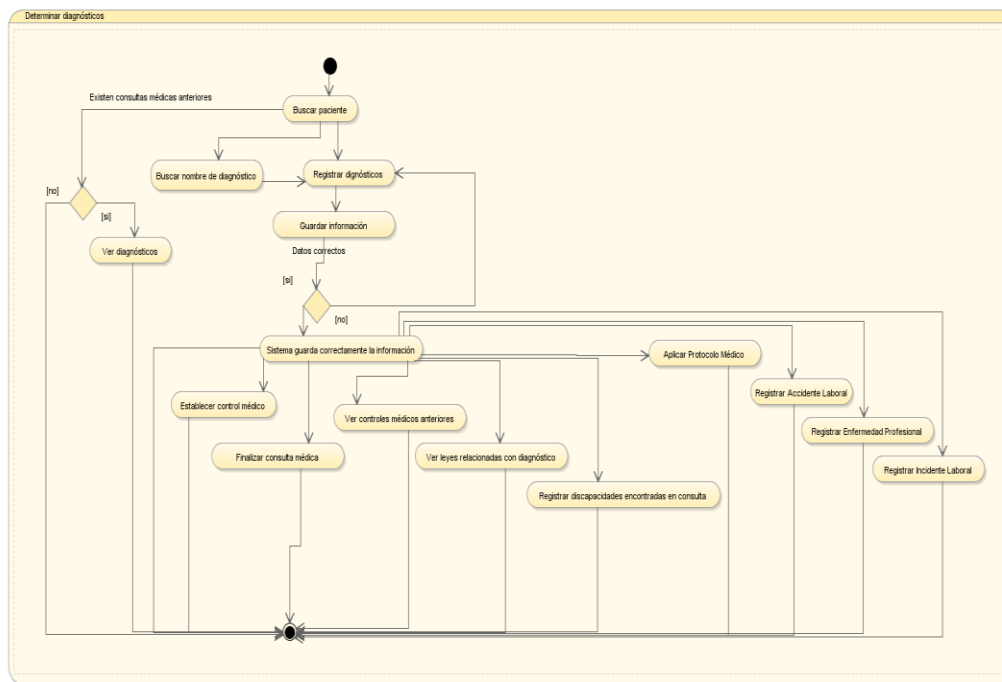 Determinar diagnósticos
Existen consultas médicas anteriores
Buscar paciente
Buscar nombre de diagnóstico
Registrar dignósticos
[no]
[si]
Guardar información
Ver diagnósticos
Datos correctos
[si]
[no]
Sistema guarda correctamente la información
Aplicar Protocolo Médico
Registrar Accidente Laboral
Establecer control médico
Ver controles médicos anteriores
Registrar Enfermedad Profesional
Finalizar consulta médica
Ver leyes relacionadas con diagnóstico
Registrar Incidente Laboral
Registrar discapacidades encontradas en consulta